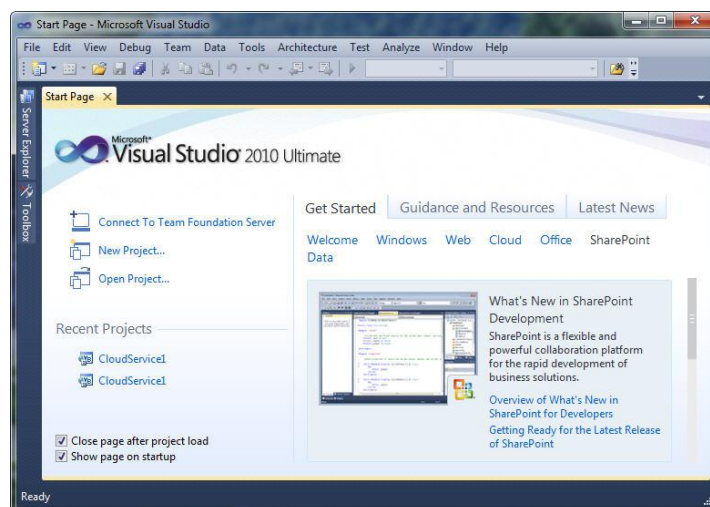 Start Page - Microsoft Visual Studio
File Edit View Debug Team Data Tools Architecture Test Analyze Window Help
Start Page
Server Explorer
Toolbox
Microsoft
Visual Studio 2010 Ultimate
Connect To Team Foundation Server
New Project...
Open Project...
Recent Projects
CloudService1
CloudService1
Close page after project load
Show page on startup
Get Started Guidance and Resources Latest News
Welcome Windows Web Cloud Office SharePoint
Data
What's New in SharePoint
Development
SharePoint is a flexible and
powerful collaboration platform
for the rapid development of
business solutions.
Overview of What's New in
SharePoint for Developers
Getting Ready for the Latest Release
of SharePoint
Ready